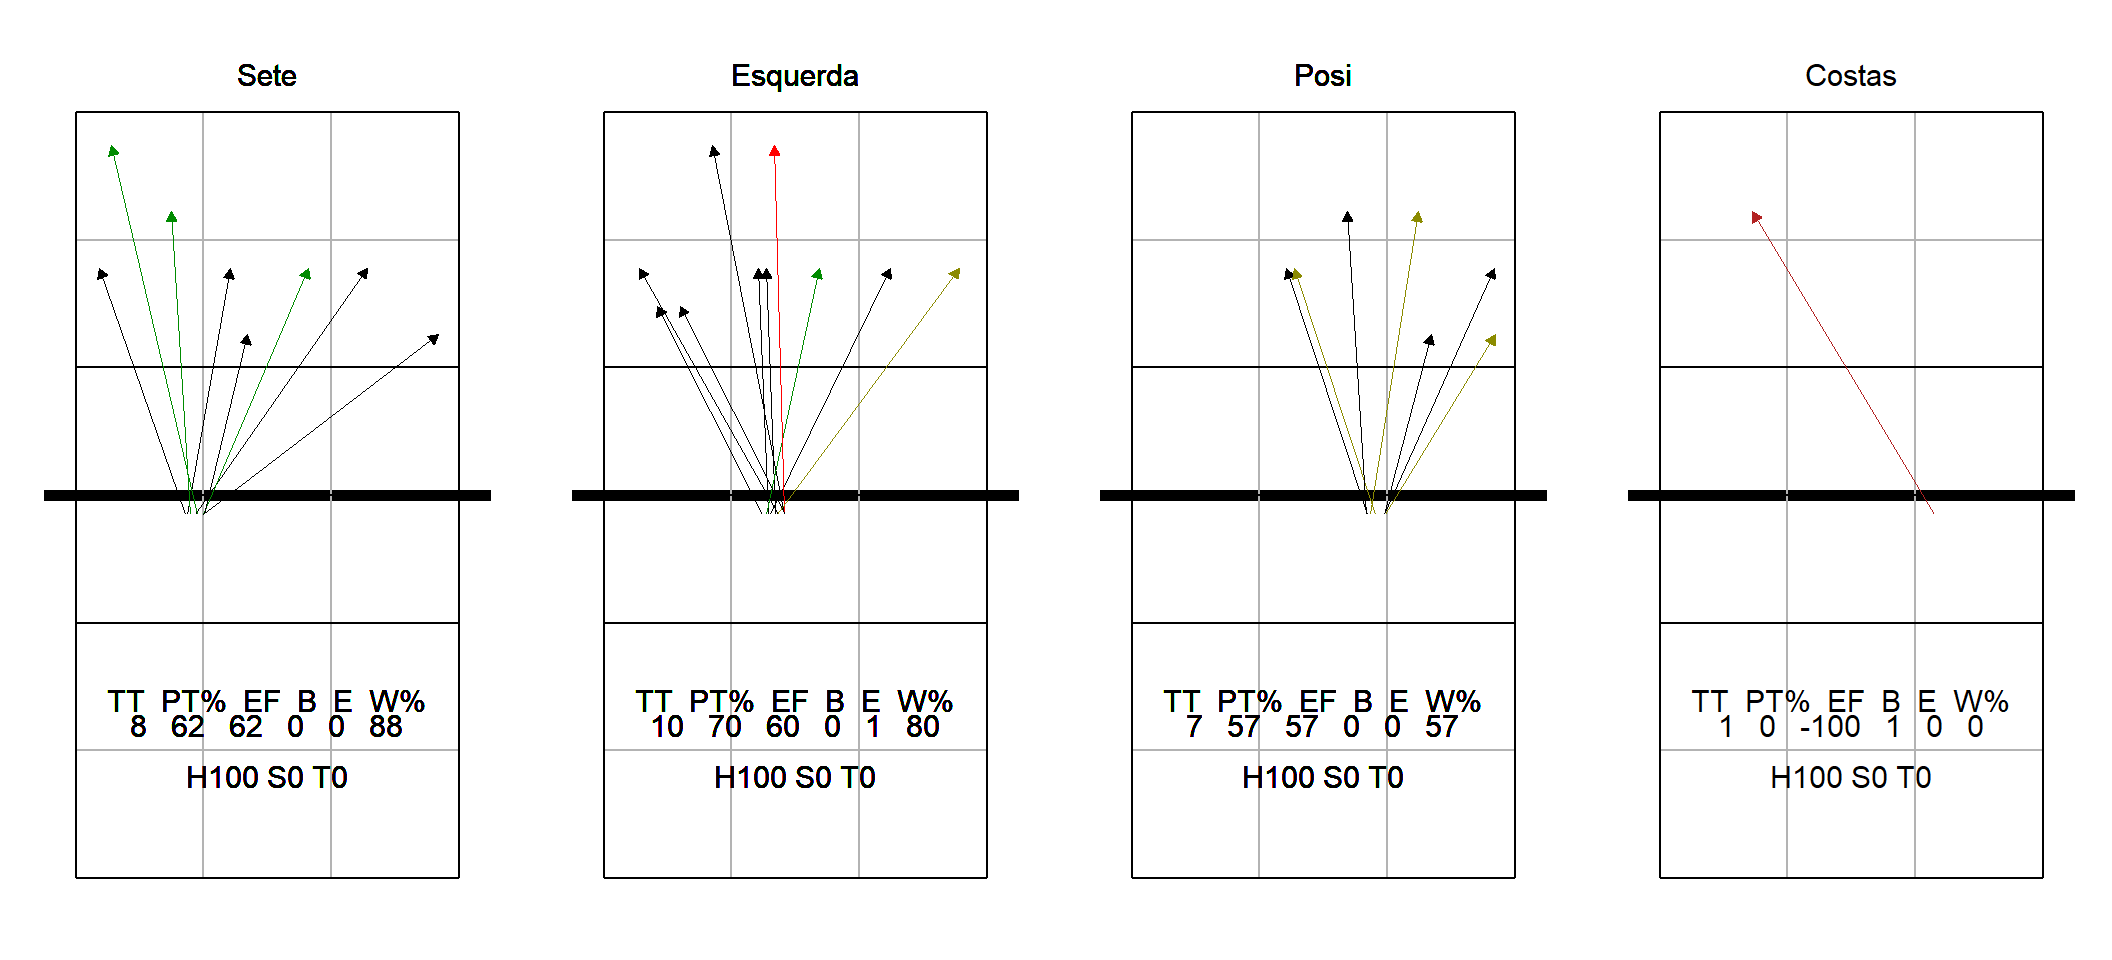 Sete
TT PT% EF B E W%
8 62 62 0 0 88
H100 S0 T0
Esquerda
TT PT% EF B E W%
10 70 60 0 1 80
H100 S0 T0
Posi
TT PT% EF B E W%
7 57 57 0 0 57
H100 S0 T0
Costas
TT PT% EF B E W%
1 0 -100 1 0 0
H100 S0 T0